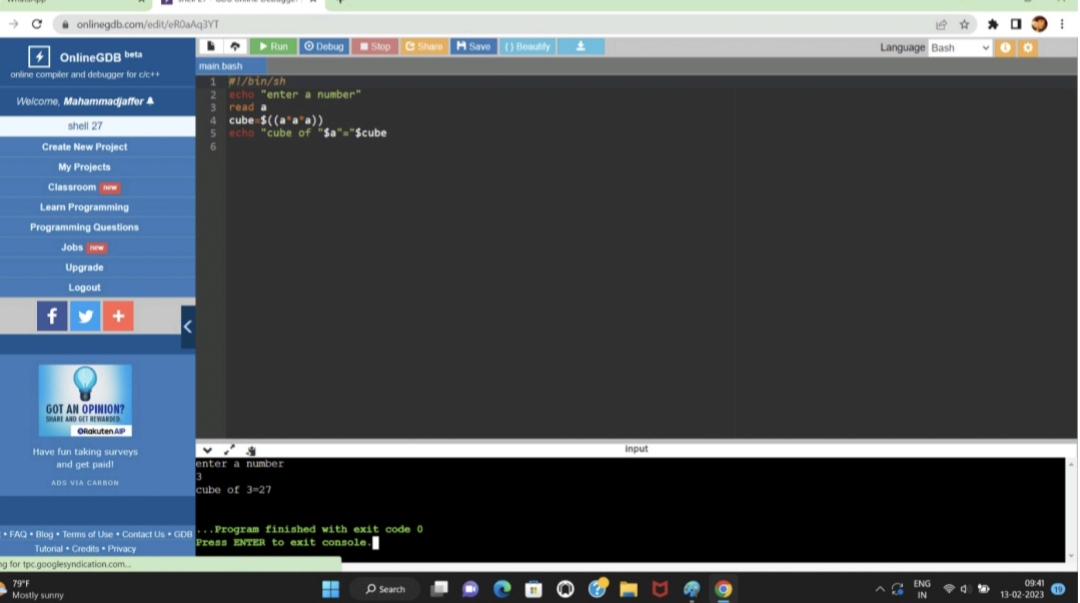 WhatsApp
onlinegdb.com/edit/eR0aAq3YT
OnlineGDB beta
online compiler and debugger for c/c++
Welcome, Mahammadjaffer
shell 27
Create New Project
My Projects
Classroom new
Learn Programming
Programming Questions
Jobs new
Upgrade
Logout
GOT AN OPINION?
SHARE AND GET REWARDED.
Rakuten AIP
Have fun taking surveys
and get paid!
ADS VIA CARBON
• FAQ • Blog • Terms of Use • Contact Us • GDB
Tutorial • Credits • Privacy
ng for tpc.googlesyndication.com...
Run Debug Stop Share Save {} Beautify
Language Bash
main.bash
1 #!/bin/sh
2 echo "enter a number"
3 read a
4 cube=$((a*a*a))
5 echo "cube of "$a"="$cube
6
input
enter a number
3
cube of 3=27
...Program finished with exit code 0
Press ENTER to exit console.
79°F
Mostly sunny
Search
ENG
IN
09:41
13-02-2023
19